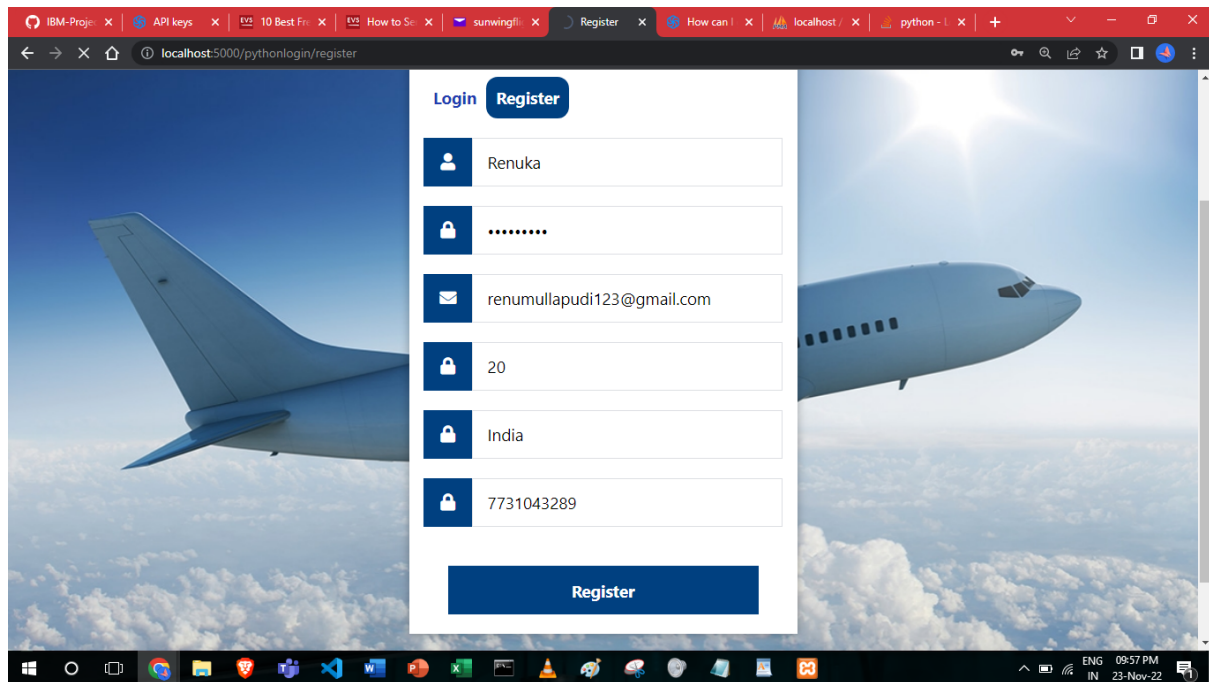 IBM-Proje API keys 10 Best Fre How to Se sunwingfli Register How can I localhost / python - L
localhost:5000/pythonlogin/register
Login Register
Renuka
•••••••••
renumullapudi123@gmail.com
20
India
7731043289
Register
ENG 09:57 PM
IN 23-Nov-22